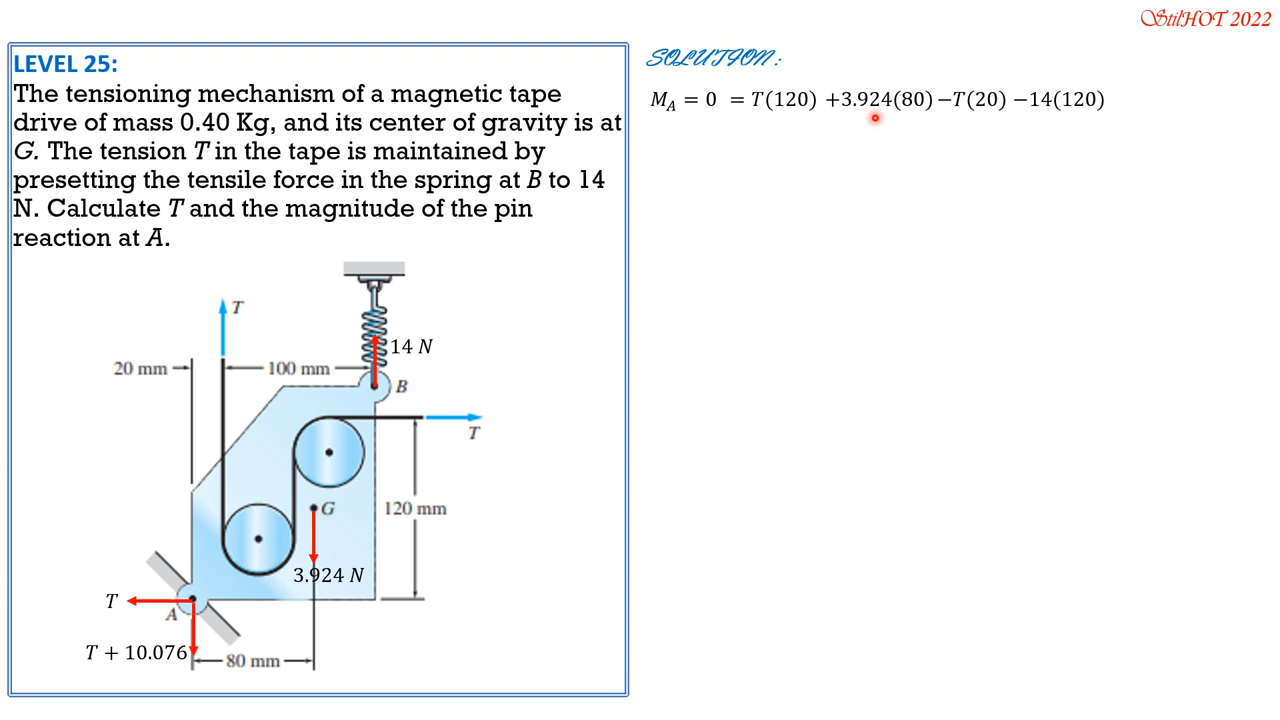 StilHOT 2022
LEVEL 25:
The tensioning mechanism of a magnetic tape
drive of mass 0.40 Kg, and its center of gravity is at
G. The tension T in the tape is maintained by
presetting the tensile force in the spring at B to 14
N. Calculate T and the magnitude of the pin
reaction at A.
SOLUTION:
M_A = 0 = T(120) +3.924(80) −T(20) −14(120)
T
14 N
20 mm
100 mm
B
T
G
120 mm
3.924 N
T
A
T + 10.076
80 mm